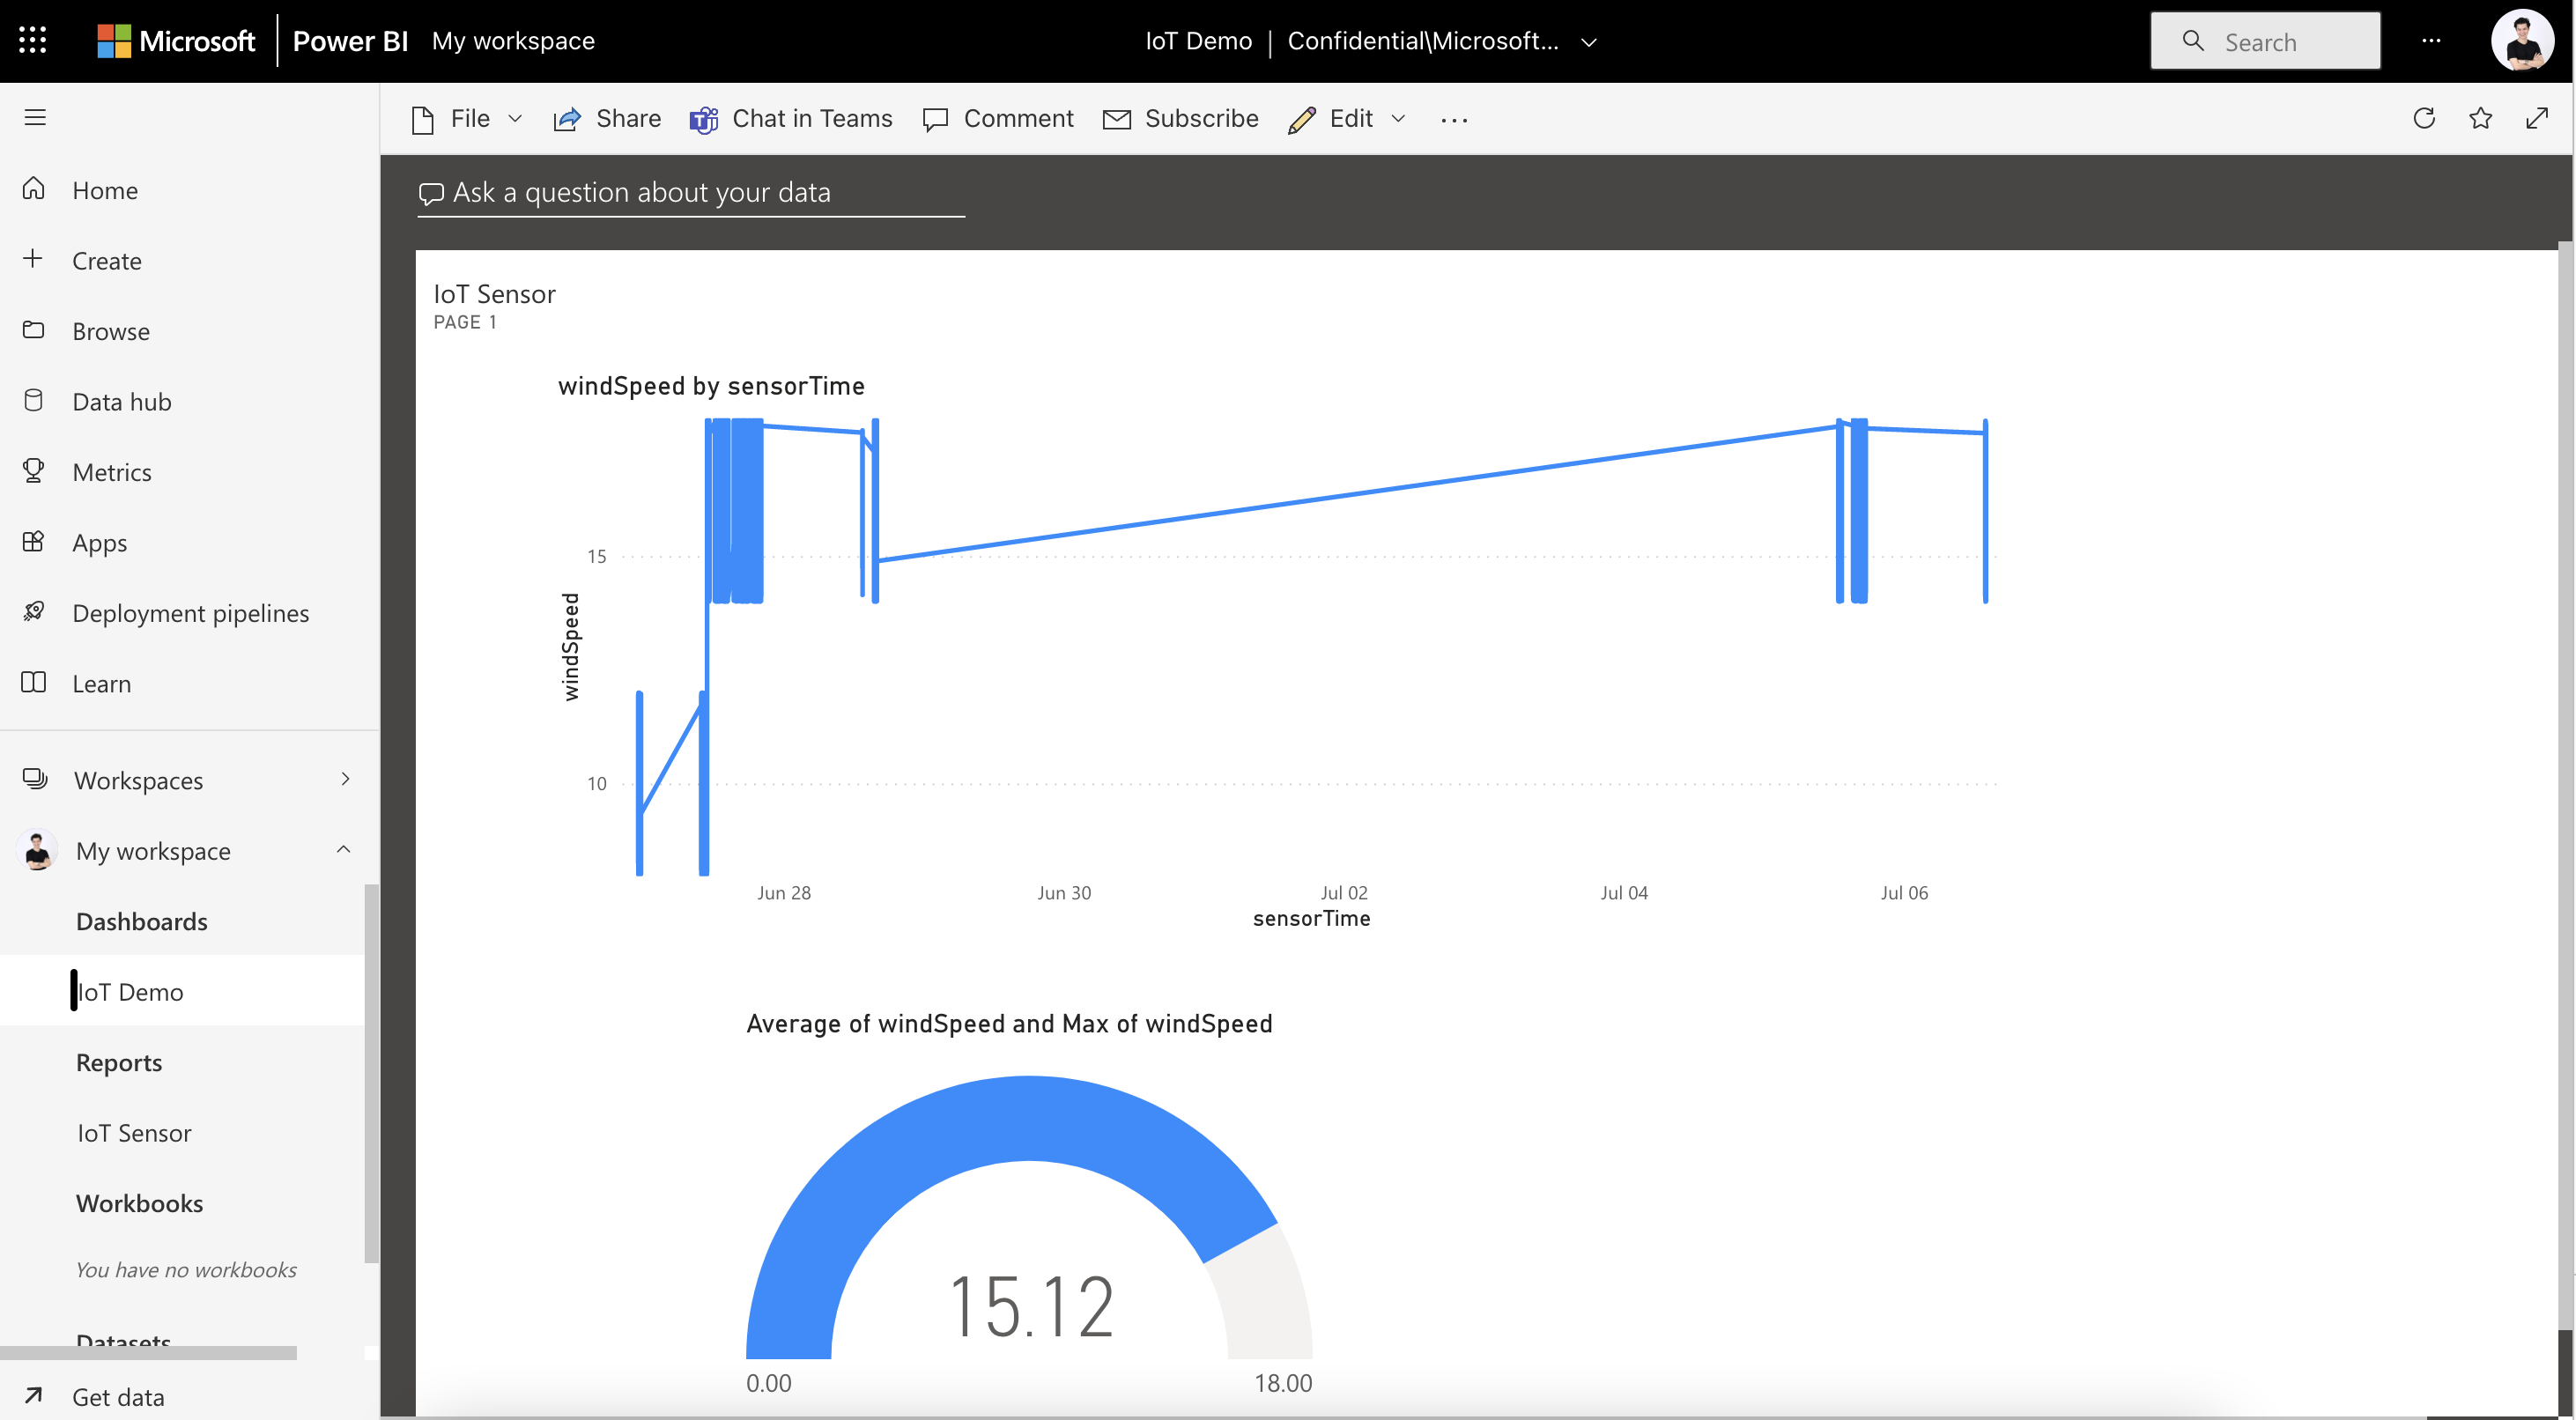 Microsoft Power BI My workspace
IoT Demo | Confidential\Microsoft...
Search
File Share Chat in Teams Comment Subscribe Edit
Ask a question about your data
Home
Create
Browse
Data hub
Metrics
Apps
Deployment pipelines
Learn
Workspaces
My workspace
Dashboards
IoT Demo
Reports
IoT Sensor
Workbooks
You have no workbooks
Datasets
Get data
IoT Sensor
PAGE 1
windSpeed by sensorTime
15
10
windSpeed
Jun 28 Jun 30 Jul 02 Jul 04 Jul 06
sensorTime
Average of windSpeed and Max of windSpeed
15.12
0.00 18.00